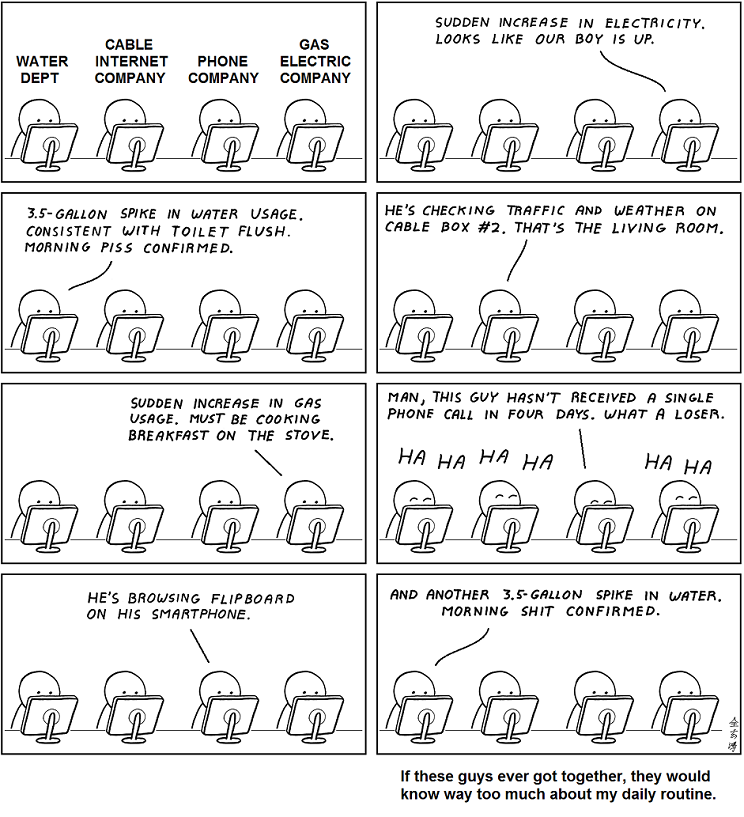 WATER
DEPT
CABLE
INTERNET
COMPANY
PHONE
COMPANY
GAS
ELECTRIC
COMPANY
SUDDEN INCREASE IN ELECTRICITY.
LOOKS LIKE OUR BOY IS UP.
3.5-GALLON SPIKE IN WATER USAGE.
CONSISTENT WITH TOILET FLUSH.
MORNING PISS CONFIRMED.
HE'S CHECKING TRAFFIC AND WEATHER ON
CABLE BOX #2. THAT'S THE LIVING ROOM.
SUDDEN INCREASE IN GAS
USAGE. MUST BE COOKING
BREAKFAST ON THE STOVE.
MAN, THIS GUY HASN'T RECEIVED A SINGLE
PHONE CALL IN FOUR DAYS. WHAT A LOSER.
HA HA HA HA HA HA
HE'S BROWSING FLIPBOARD
ON HIS SMARTPHONE.
AND ANOTHER 3.5-GALLON SPIKE IN WATER.
MORNING SHIT CONFIRMED.
If these guys ever got together, they would
know way too much about my daily routine.